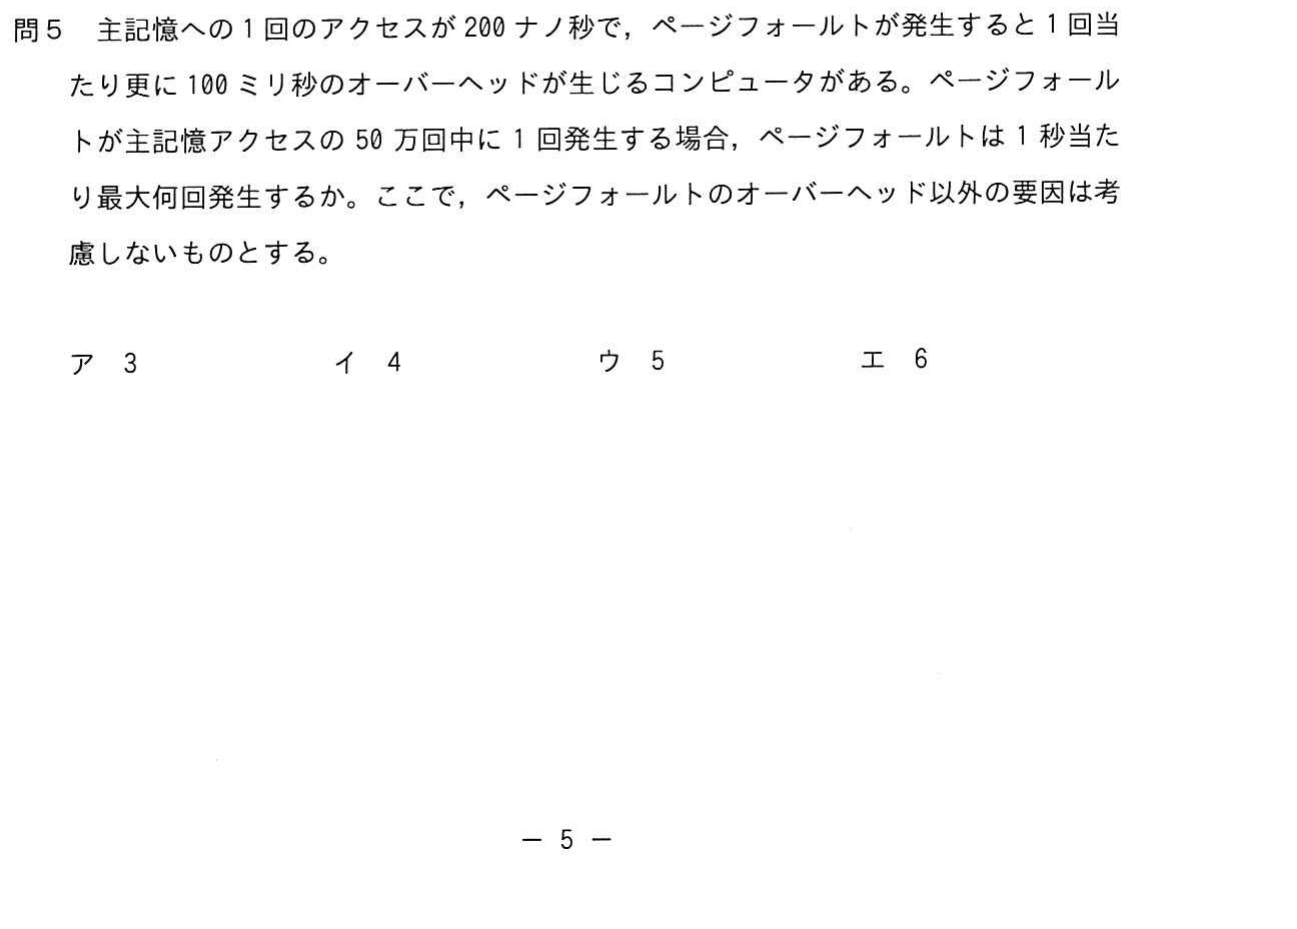 問5　主記憶への1回のアクセスが200ナノ秒で，ページフォールトが発生すると1回当
たり更に100ミリ秒のオーバーヘッドが生じるコンピュータがある。ページフォール
トが主記憶アクセスの50万回中に1回発生する場合，ページフォールトは1秒当た
り最大何回発生するか。ここで，ページフォールトのオーバーヘッド以外の要因は考
慮しないものとする。
ア　3　イ　4　ウ　5　エ　6
－ 5 －